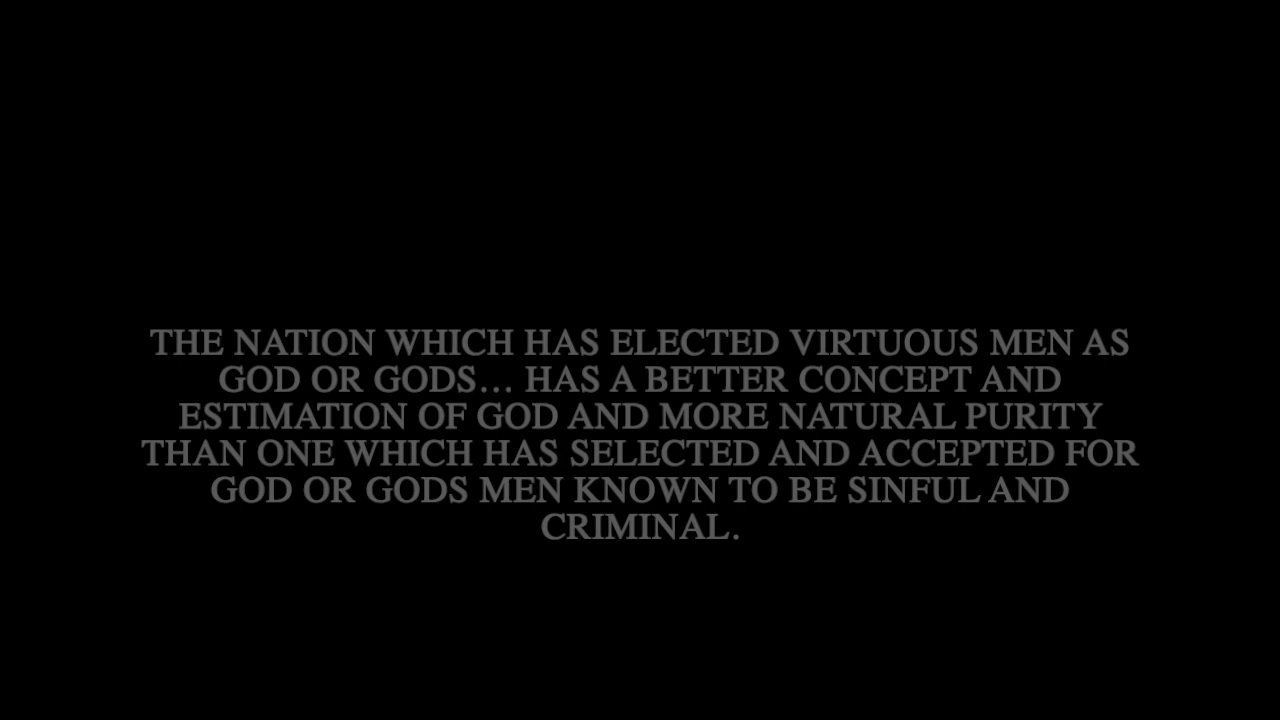 THE NATION WHICH HAS ELECTED VIRTUOUS MEN AS
GOD OR GODS... HAS A BETTER CONCEPT AND
ESTIMATION OF GOD AND MORE NATURAL PURITY
THAN ONE WHICH HAS SELECTED AND ACCEPTED FOR
GOD OR GODS MEN KNOWN TO BE SINFUL AND
CRIMINAL.